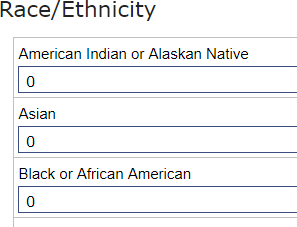 Race/Ethnicity
American Indian or Alaskan Native
0
Asian
0
Black or African American
0